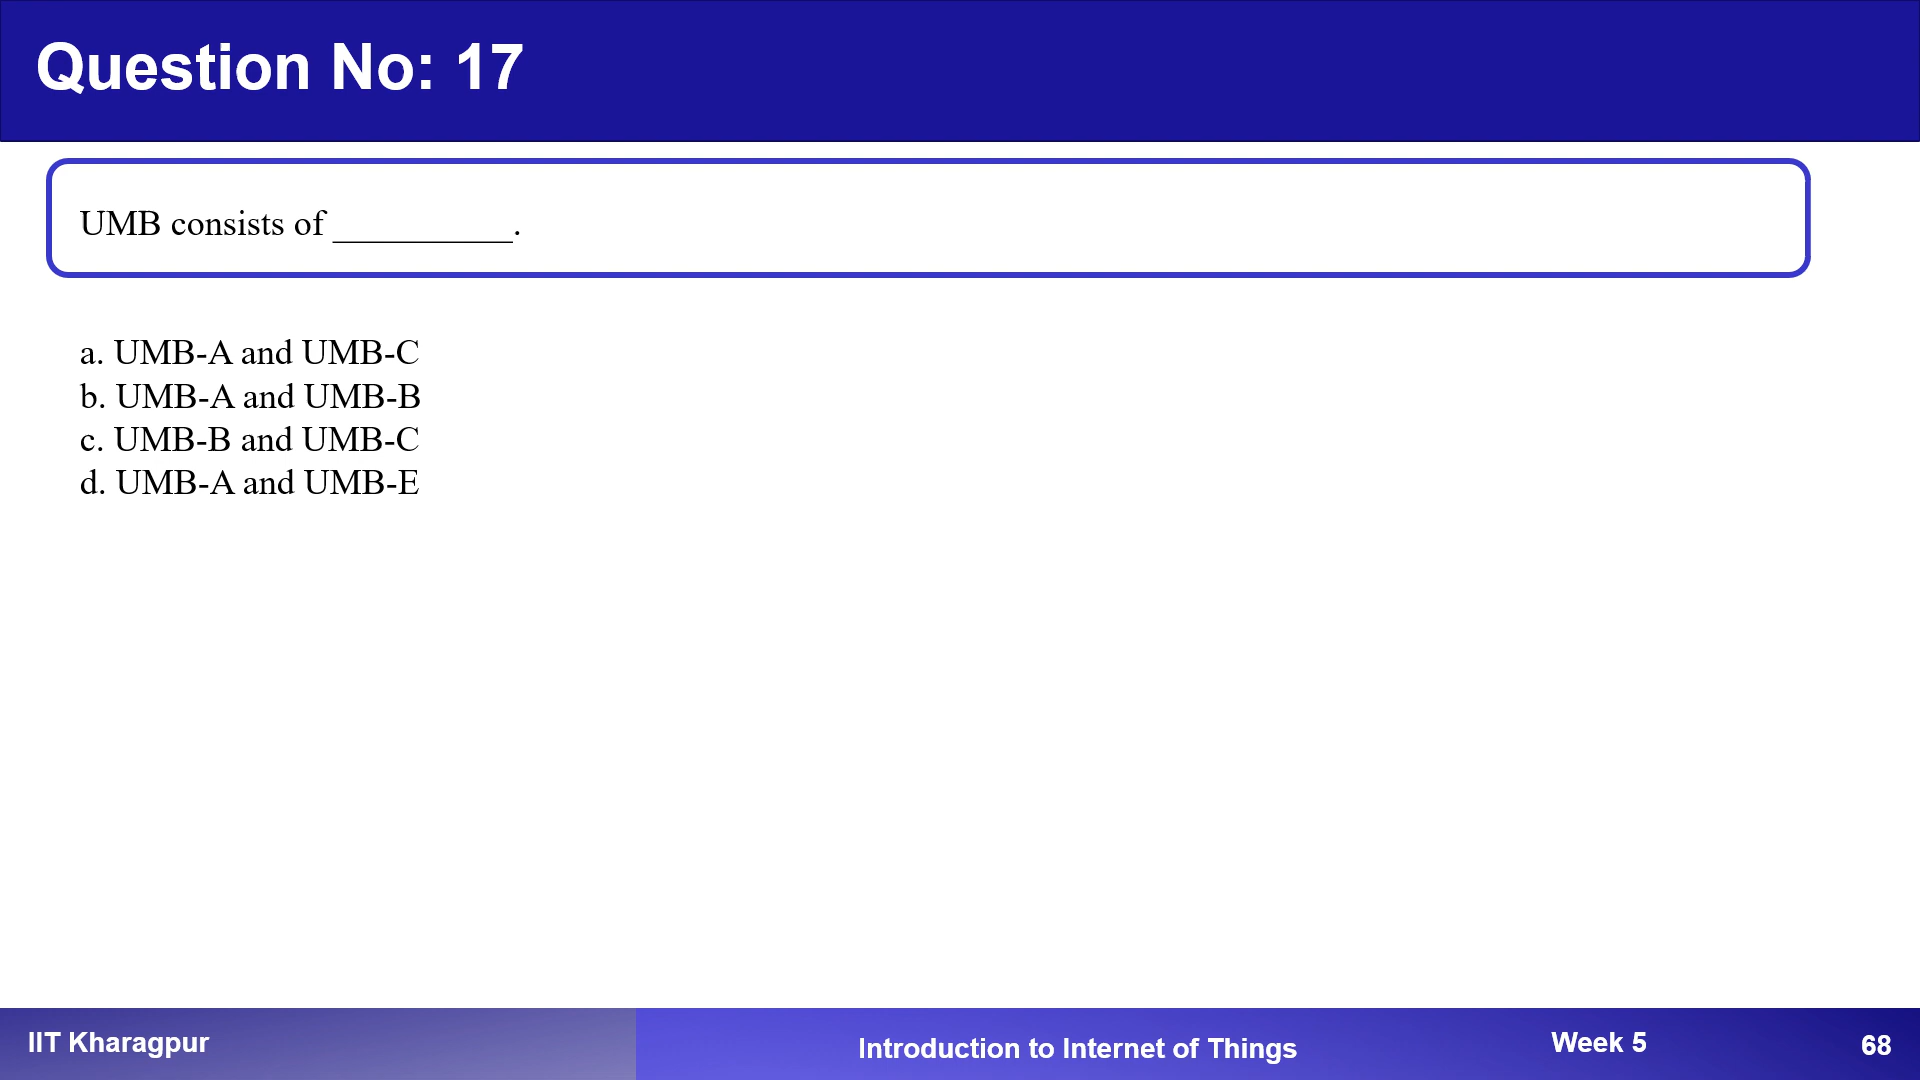 Question No: 17
UMB consists of __________.
a. UMB-A and UMB-C
b. UMB-A and UMB-B
c. UMB-B and UMB-C
d. UMB-A and UMB-E
IIT Kharagpur
Introduction to Internet of Things
Week 5
68